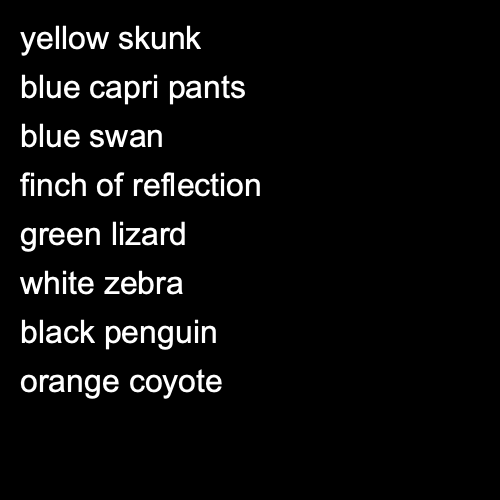 yellow skunk
blue capri pants
blue swan
finch of reflection
green lizard
white zebra
black penguin
orange coyote